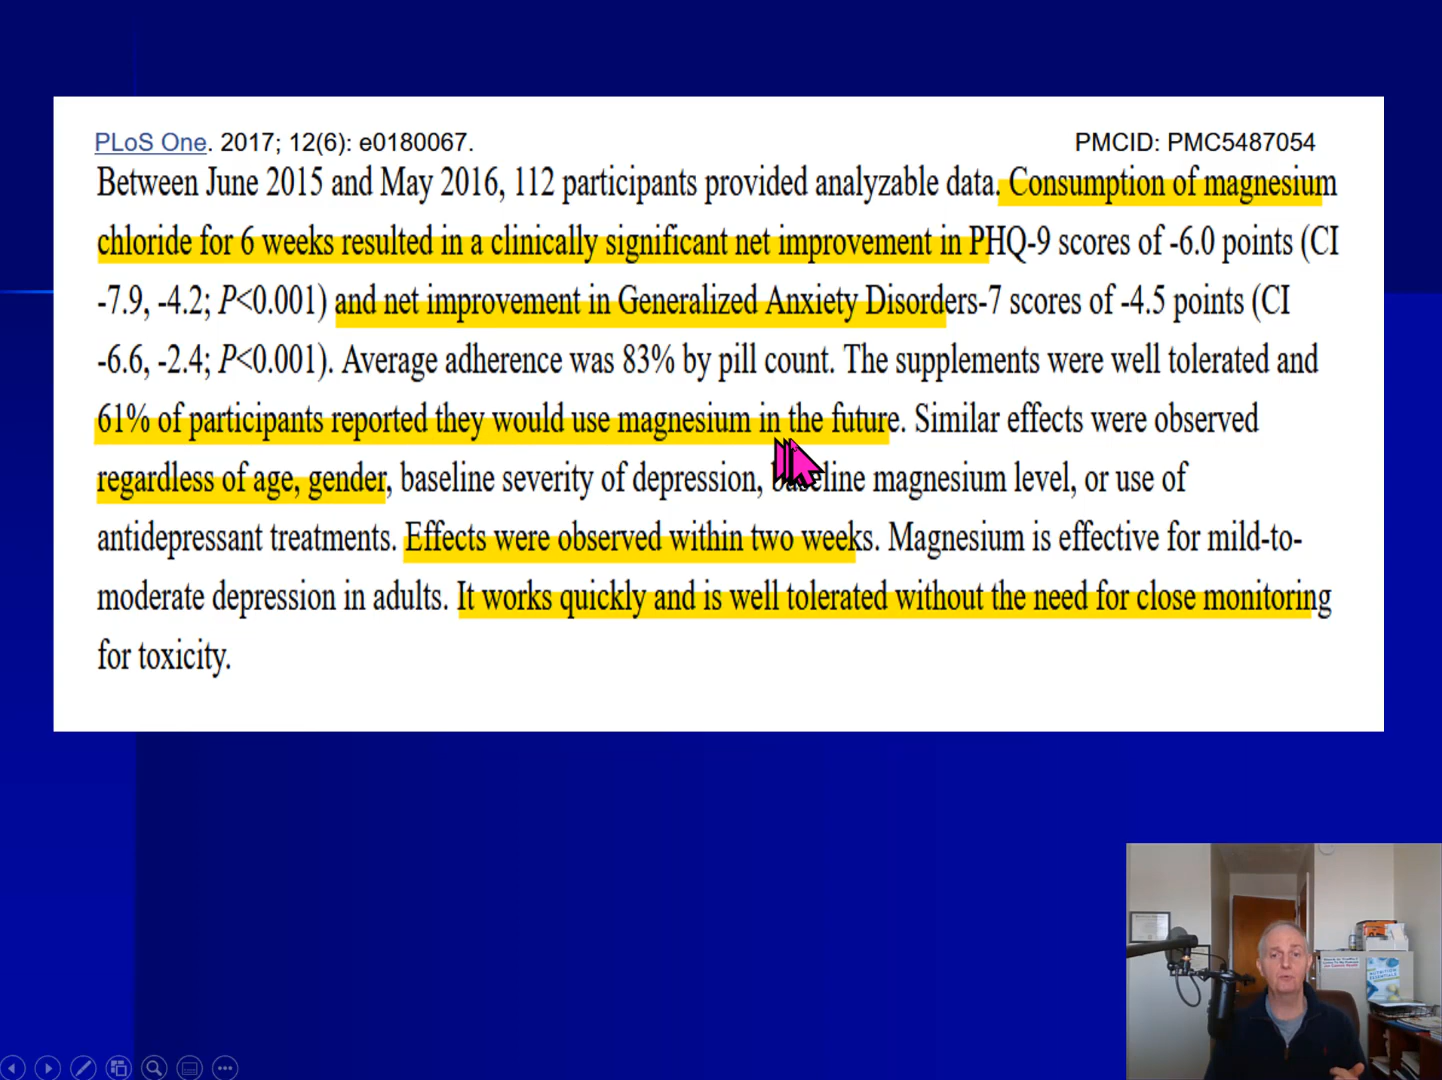 PLoS One. 2017; 12(6): e0180067. PMCID: PMC5487054
Between June 2015 and May 2016, 112 participants provided analyzable data. Consumption of magnesium
chloride for 6 weeks resulted in a clinically significant net improvement in PHQ-9 scores of -6.0 points (CI
-7.9, -4.2; P<0.001) and net improvement in Generalized Anxiety Disorders-7 scores of -4.5 points (CI
-6.6, -2.4; P<0.001). Average adherence was 83% by pill count. The supplements were well tolerated and
61% of participants reported they would use magnesium in the future. Similar effects were observed
regardless of age, gender, baseline severity of depression, baseline magnesium level, or use of
antidepressant treatments. Effects were observed within two weeks. Magnesium is effective for mild-to-
moderate depression in adults. It works quickly and is well tolerated without the need for close monitoring
for toxicity.